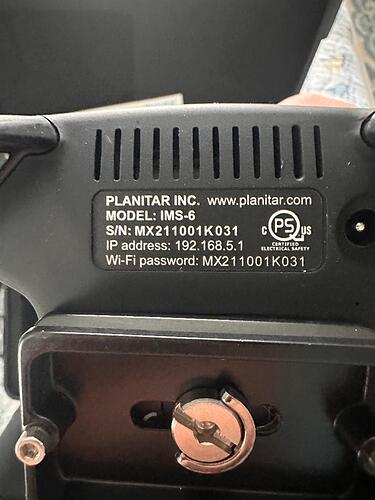 PLANITAR INC. www.planitar.com
MODEL: IMS-6
S/N: MX211001K031
IP address: 192.168.5.1
Wi-Fi password: MX211001K031
C PS US
CERTIFIED
ELECTRICAL SAFETY